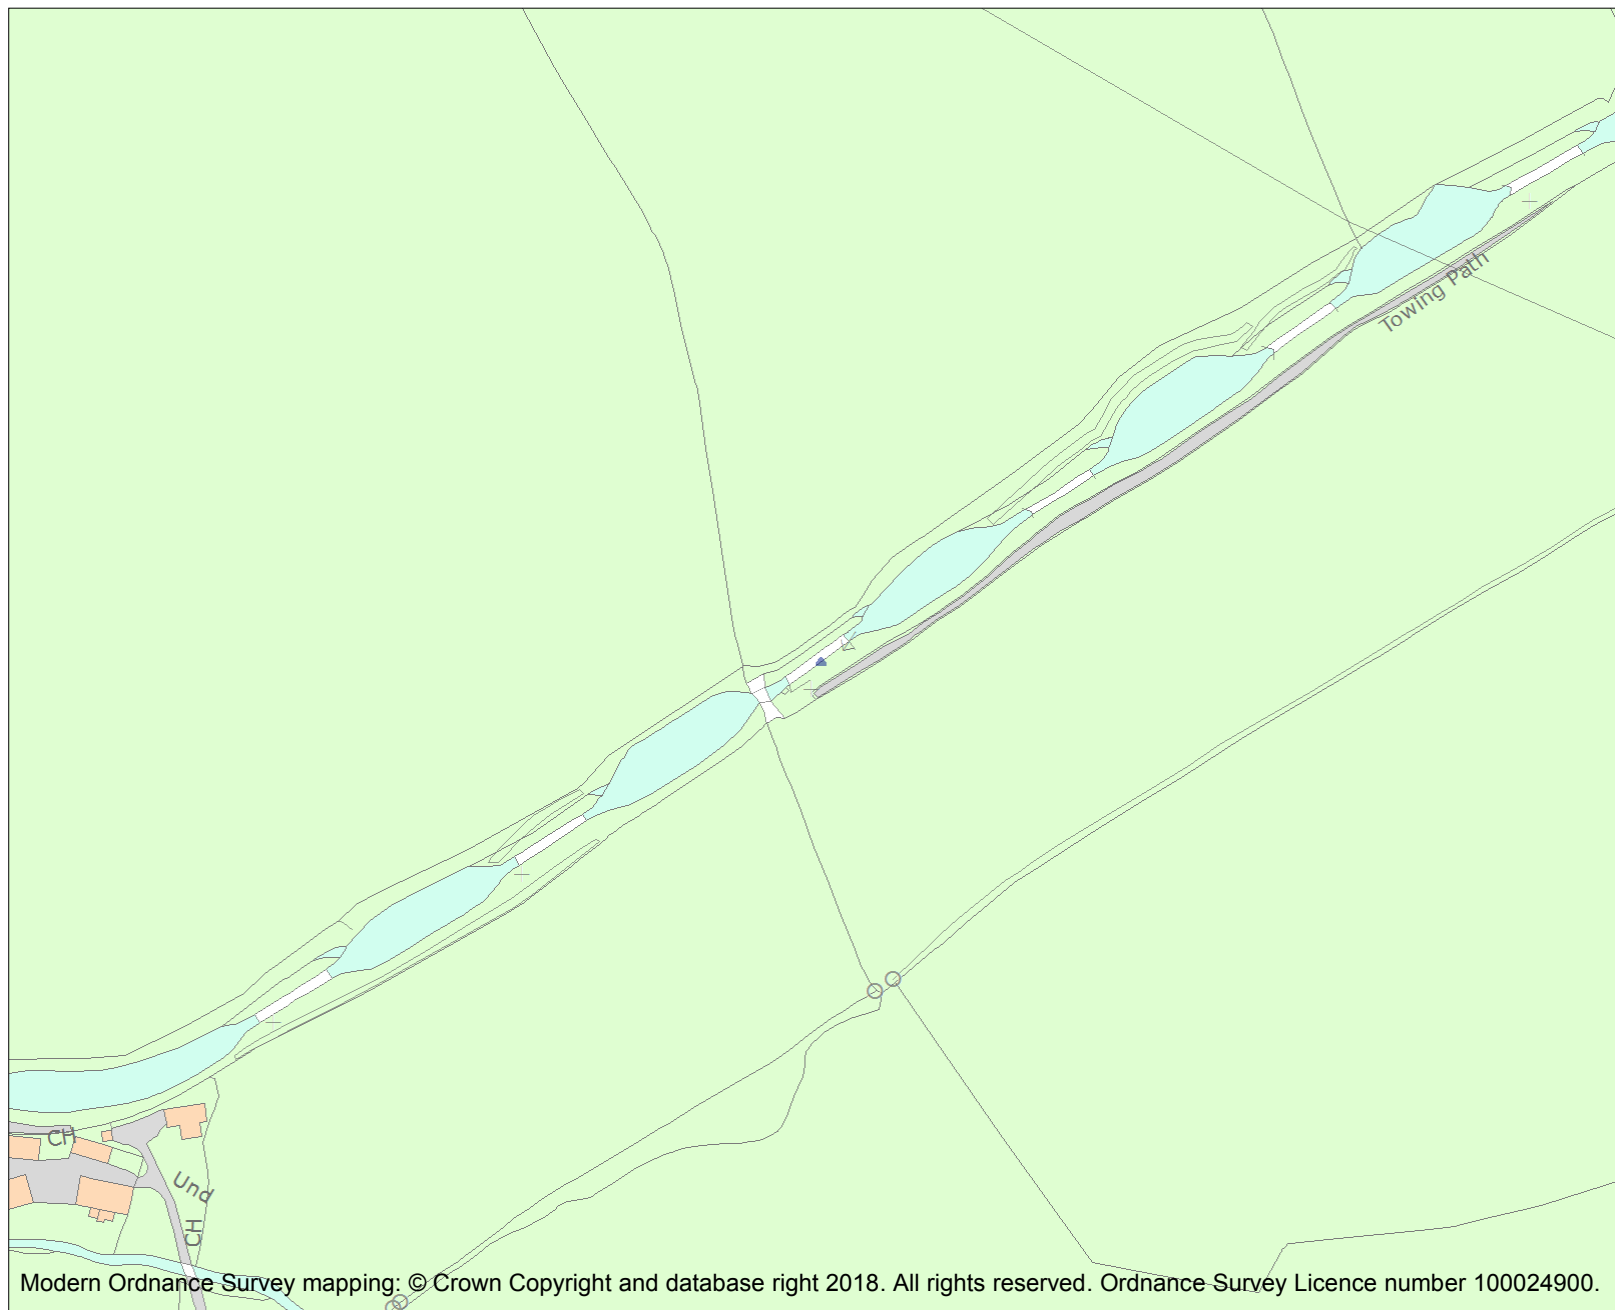 Towing Path
CH
Und
CH
Modern Ordnance Survey mapping: © Crown Copyright and database right 2018. All rights reserved. Ordnance Survey Licence number 100024900.